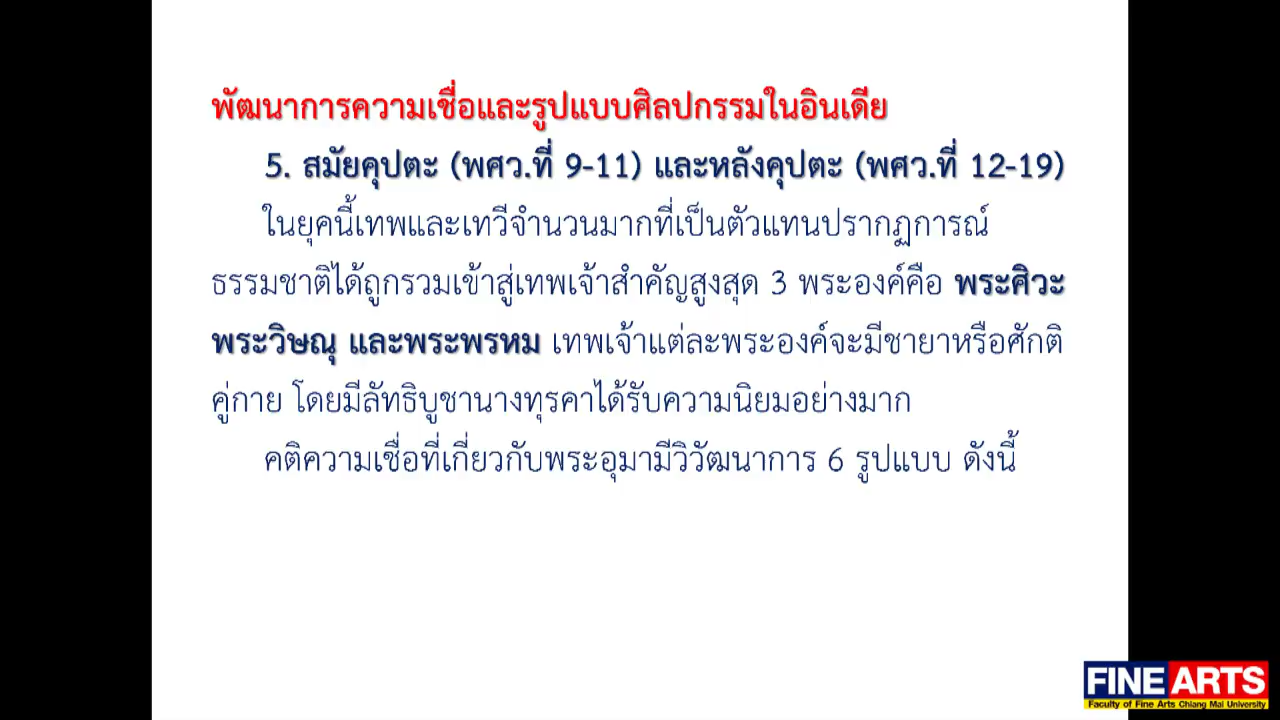 พัฒนาการความเชื่อและรูปแบบศิลปกรรมในอินเดีย
5. สมัยคุปตะ (พศว.ที่ 9-11) และหลังคุปตะ (พศว.ที่ 12-19)
ในยุคนี้เทพและเทวีจำนวนมากที่เป็นตัวแทนปรากฏการณ์
ธรรมชาติได้ถูกรวมเข้าสู่เทพเจ้าสำคัญสูงสุด 3 พระองค์คือ พระศิวะ
พระวิษณุ และพระพรหม เทพเจ้าแต่ละพระองค์จะมีชายาหรือศักติ
คู่กาย โดยมีลัทธิบูชานางทุรคาได้รับความนิยมอย่างมาก
คติความเชื่อที่เกี่ยวกับพระอุมามีวิวัฒนาการ 6 รูปแบบ ดังนี้
FINE ARTS
Faculty of Fine Arts Chiang Mai University